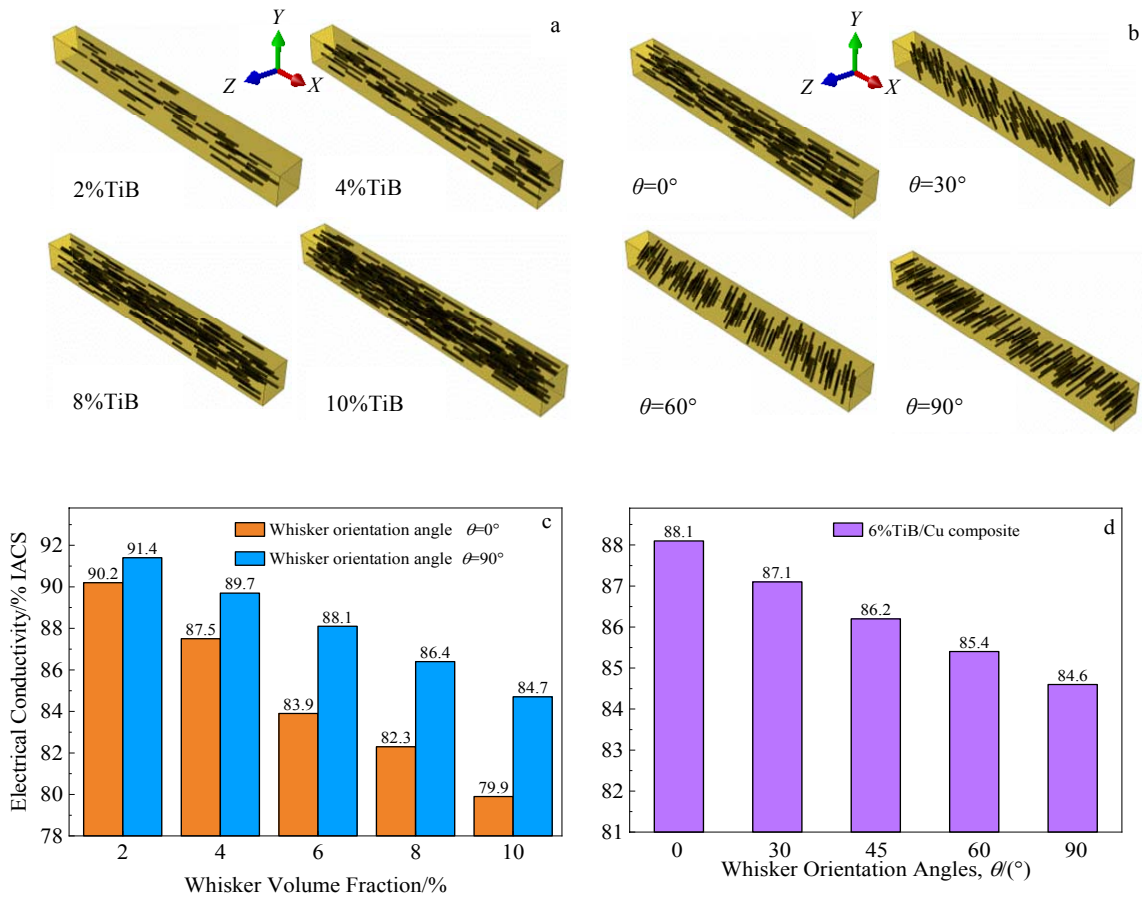 a
Y
Z
X
2%TiB
4%TiB
8%TiB
10%TiB
b
Y
Z
X
θ=0°
θ=30°
θ=60°
θ=90°
c
Whisker orientation angle θ=0°
Whisker orientation angle θ=90°
Electrical Conductivity/% IACS
92
90
88
86
84
82
80
78
90.2
91.4
87.5
89.7
83.9
88.1
82.3
86.4
79.9
84.7
2
4
6
8
10
Whisker Volume Fraction/%
d
6%TiB/Cu composite
88
87
86
85
84
83
82
81
88.1
87.1
86.2
85.4
84.6
0
30
45
60
90
Whisker Orientation Angles, θ/(°)